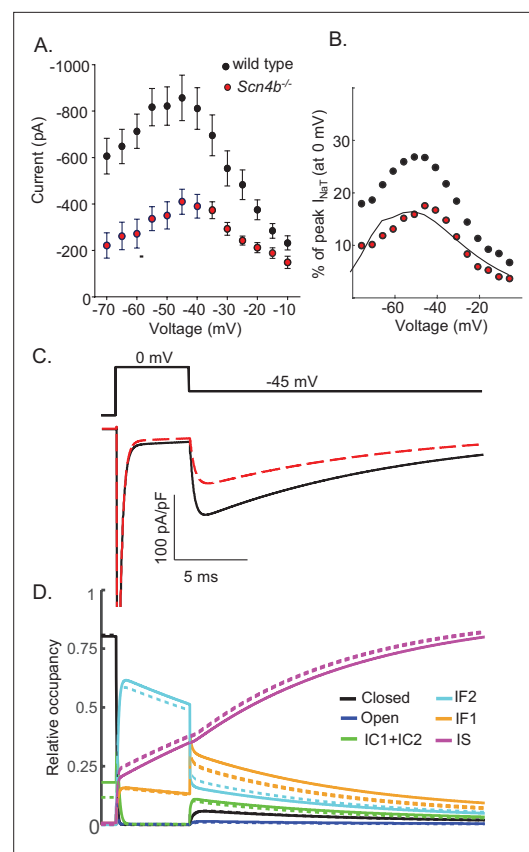 A.
wild type
Scn4b-/-
Current (pA)
-1000
-800
-600
-400
-200
0
-70 -60 -50 -40 -30 -20 -10
Voltage (mV)
B.
% of peak INaT (at 0 mV)
30
20
10
-60 -40 -20
Voltage (mV)
C.
0 mV
-45 mV
100 pA/pF
5 ms
D.
Relative occupancy
1
0.75
0.5
0.25
0
Closed
Open
IC1+IC2
IF2
IF1
IS